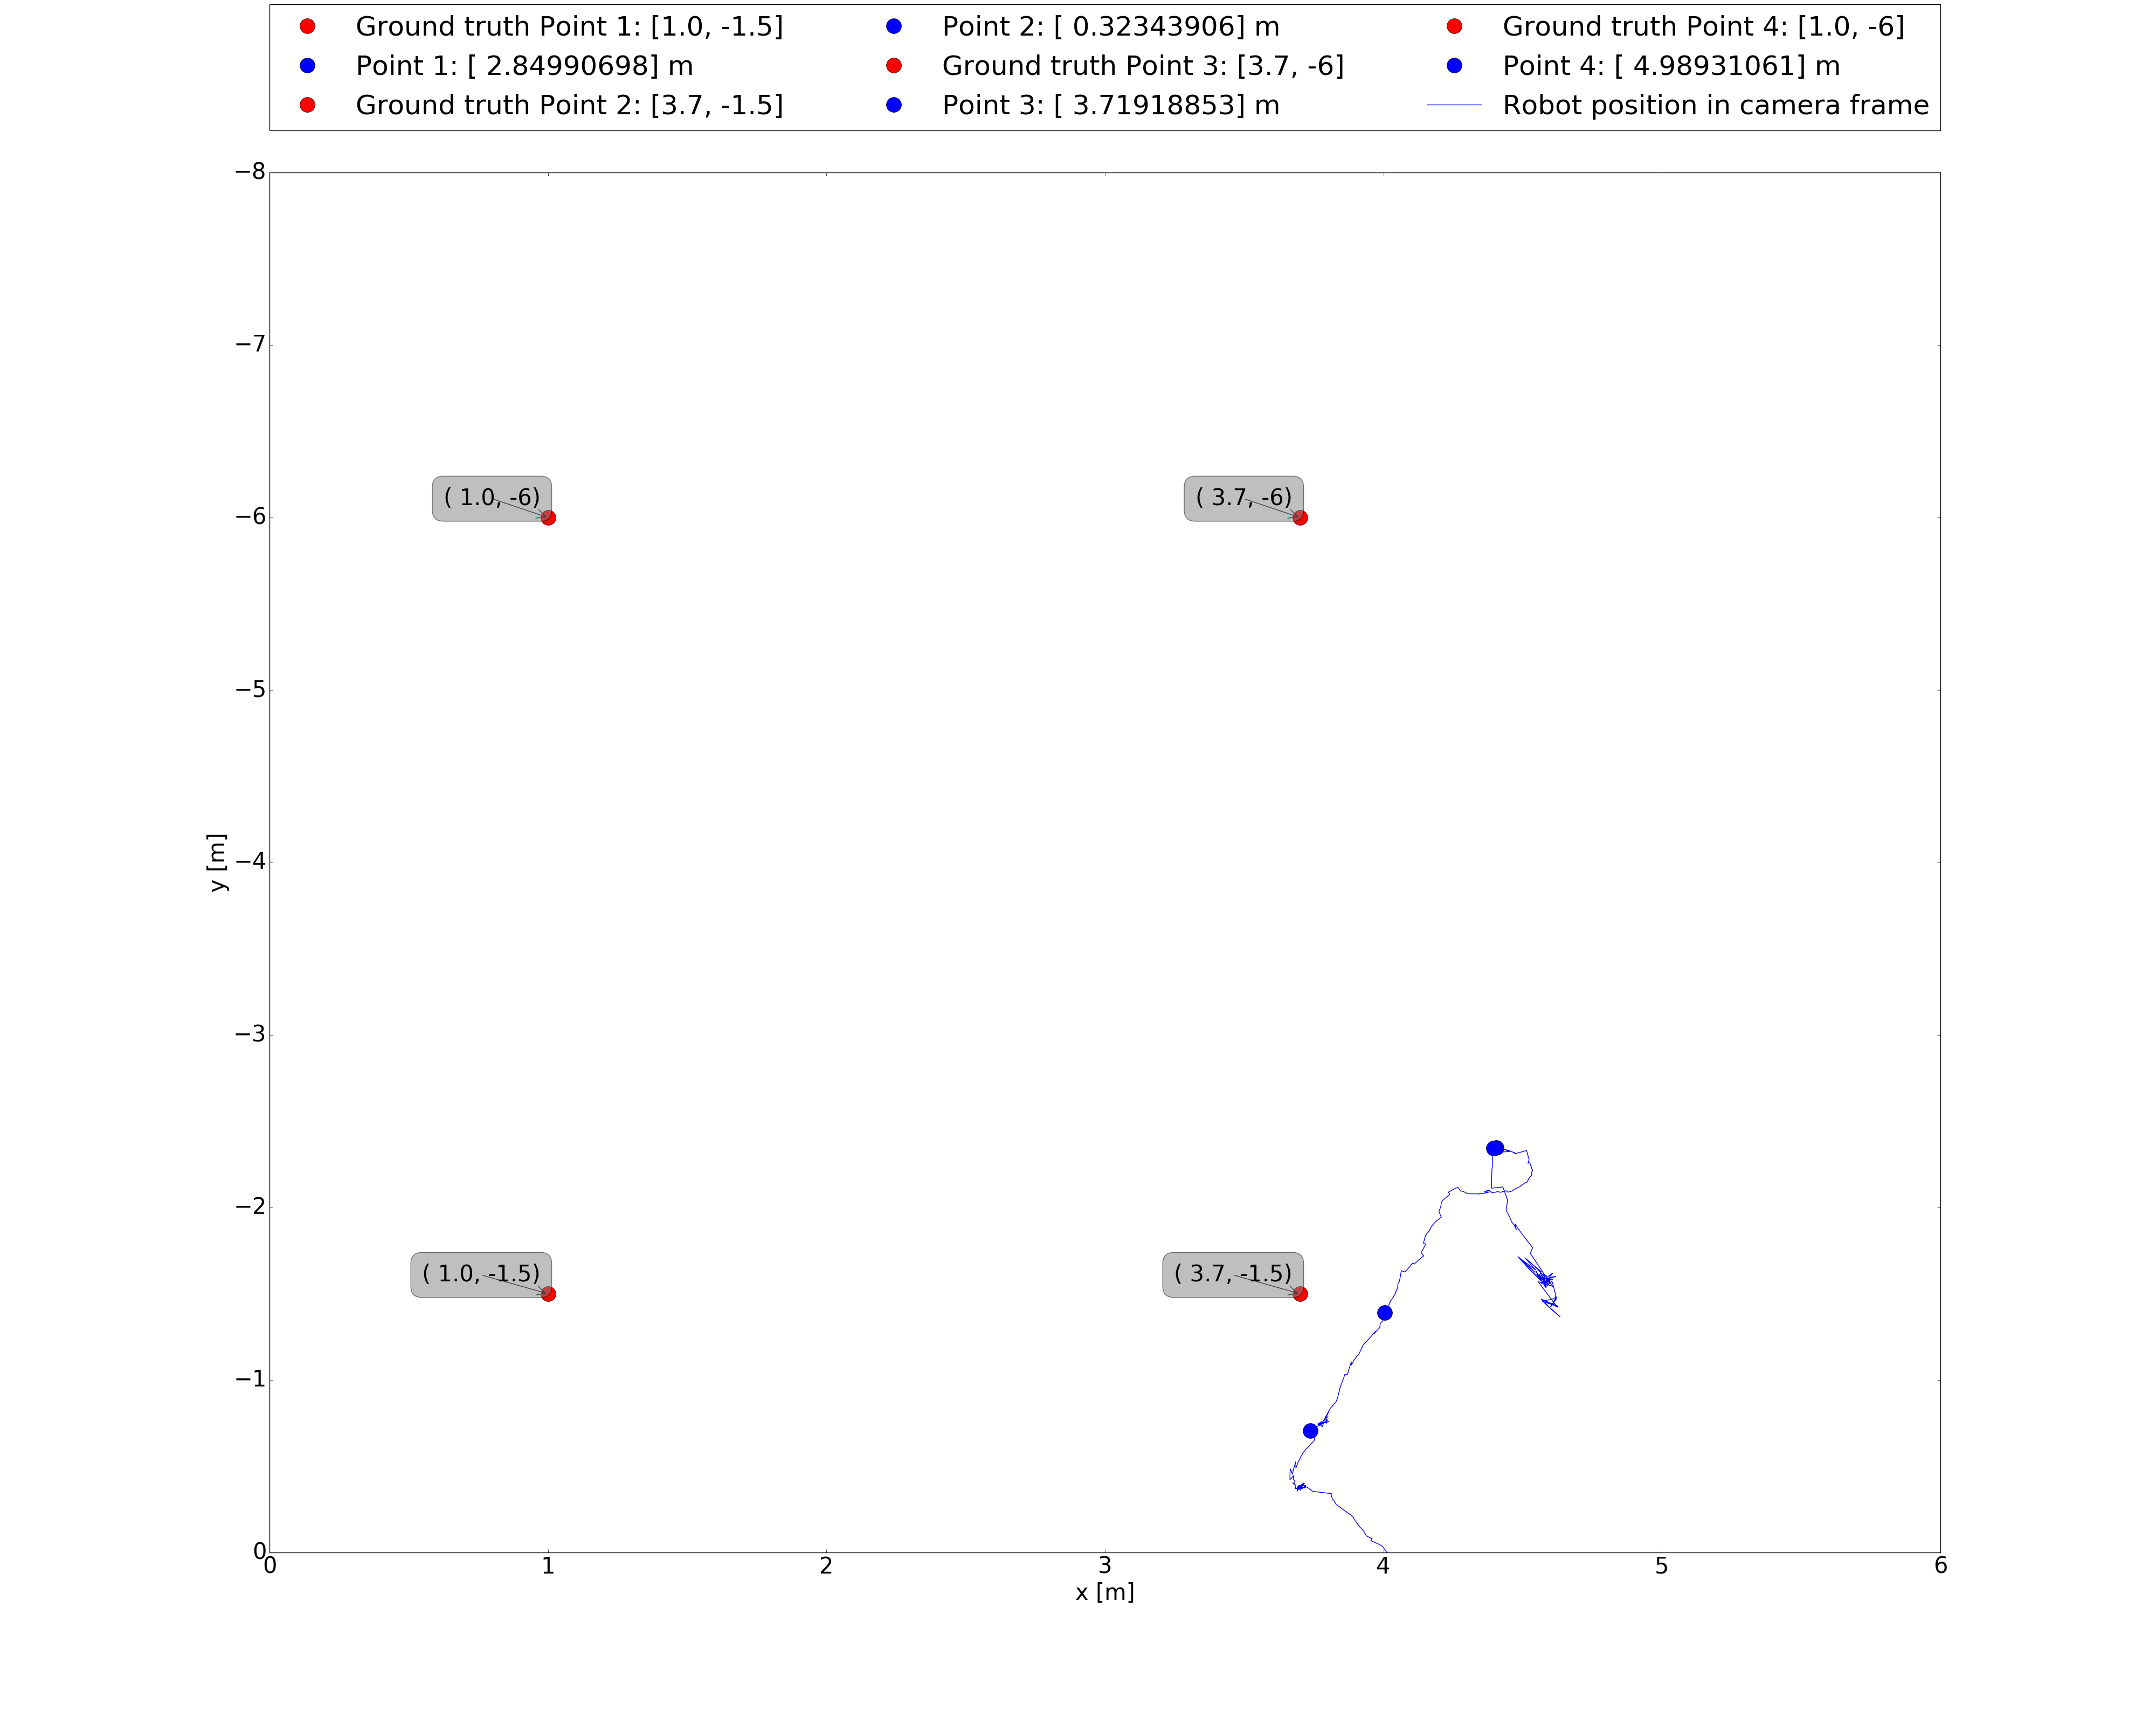 Ground truth Point 1: [1.0, -1.5]
Point 1: [ 2.84990698] m
Ground truth Point 2: [3.7, -1.5]
Point 2: [ 0.32343906] m
Ground truth Point 3: [3.7, -6]
Point 3: [ 3.71918853] m
Ground truth Point 4: [1.0, -6]
Point 4: [ 4.98931061] m
Robot position in camera frame
−8
−7
−6
−5
−4
−3
−2
−1
0
y [m]
( 1.0, -6)
( 3.7, -6)
( 1.0, -1.5)
( 3.7, -1.5)
0
1
2
3
4
5
6
x [m]